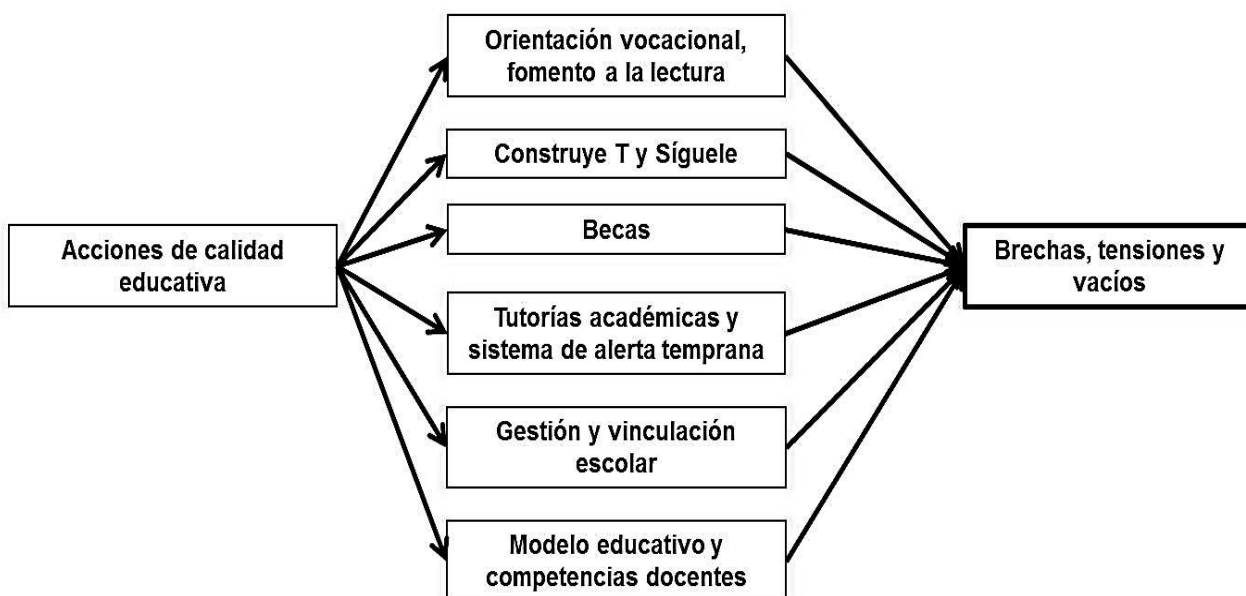 Orientación vocacional,
fomento a la lectura
Construye T y Síguele
Becas
Acciones de calidad
educativa
Brechas, tensiones y
vacíos
Tutorías académicas y
sistema de alerta temprana
Gestión y vinculación
escolar
Modelo educativo y
competencias docentes